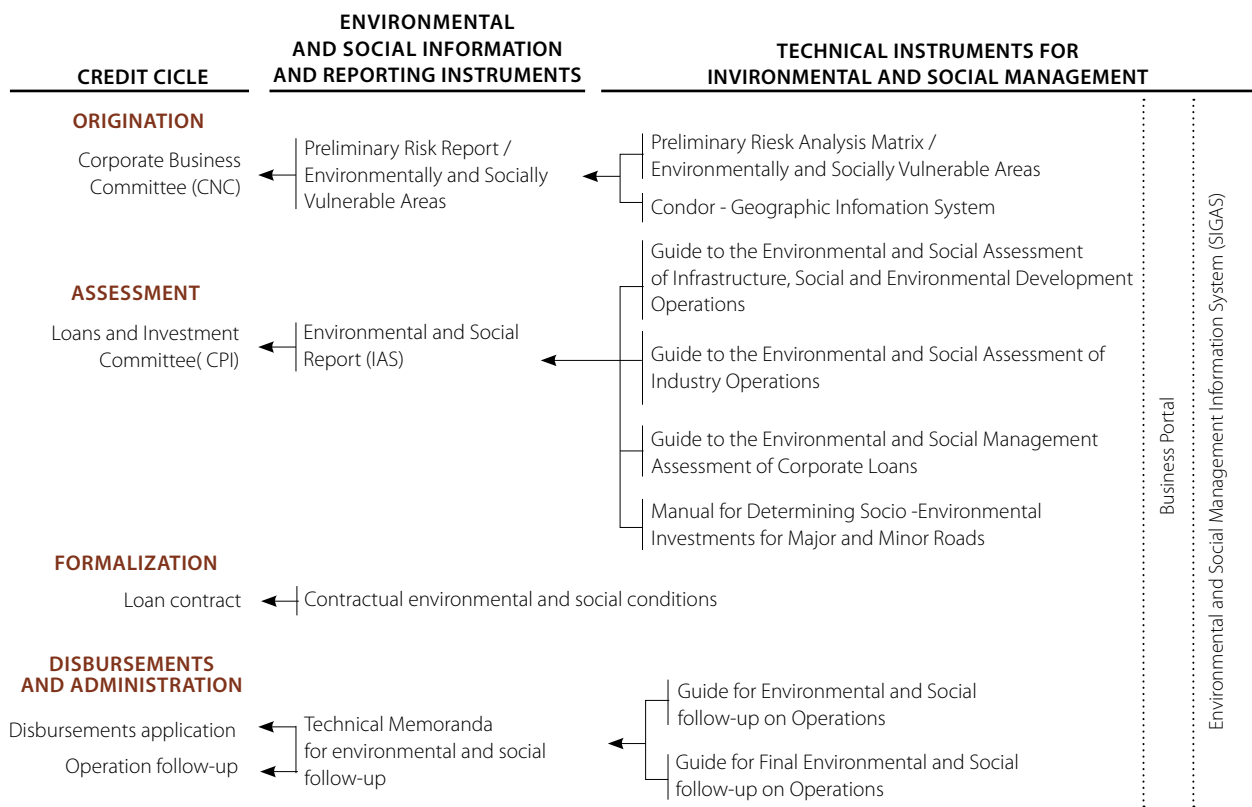 CREDIT CICLE
ENVIRONMENTAL
AND SOCIAL INFORMATION
AND REPORTING INSTRUMENTS
TECHNICAL INSTRUMENTS FOR
INVIRONMENTAL AND SOCIAL MANAGEMENT
ORIGINATION
Corporate Business
Committee (CNC)
Preliminary Risk Report /
Environmentally and Socially
Vulnerable Areas
Preliminary Riesk Analysis Matrix /
Environmentally and Socially Vulnerable Areas
Condor - Geographic Infomation System
ASSESSMENT
Loans and Investment
Committee( CPI)
Environmental and Social
Report (IAS)
Guide to the Environmental and Social Assessment
of Infrastructure, Social and Environmental Development
Operations
Guide to the Environmental and Social Assessment of
Industry Operations
Guide to the Environmental and Social Management
Assessment of Corporate Loans
Manual for Determining Socio -Environmental
Investments for Major and Minor Roads
FORMALIZATION
Loan contract
Contractual environmental and social conditions
DISBURSEMENTS
AND ADMINISTRATION
Disbursements application
Operation follow-up
Technical Memoranda
for environmental and social
follow-up
Guide for Environmental and Social
follow-up on Operations
Guide for Final Environmental and Social
follow-up on Operations
Business Portal
Environmental and Social Management Information System (SIGAS)